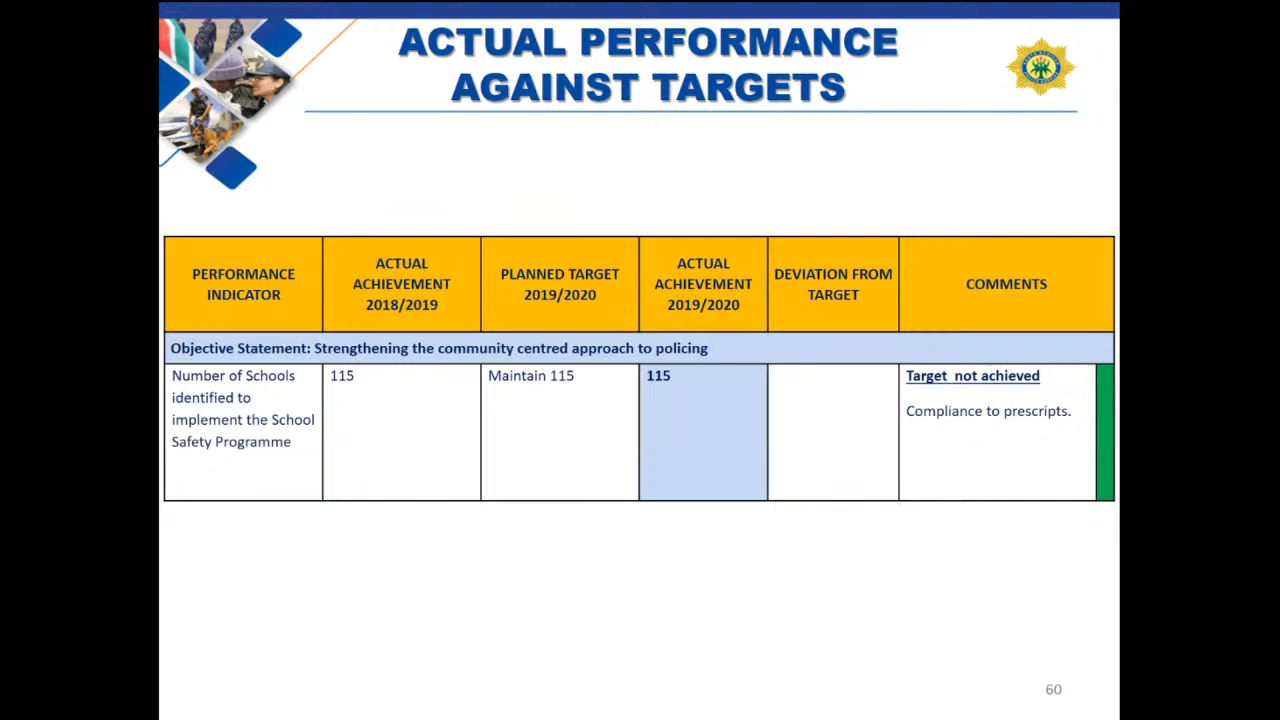 ACTUAL PERFORMANCE
AGAINST TARGETS
PERFORMANCE
INDICATOR
ACTUAL
ACHIEVEMENT
2018/2019
PLANNED TARGET
2019/2020
ACTUAL
ACHIEVEMENT
2019/2020
DEVIATION FROM
TARGET
COMMENTS
Objective Statement: Strengthening the community centred approach to policing
Number of Schools
identified to
implement the School
Safety Programme
115
Maintain 115
115
Target  not achieved
Compliance to prescripts.
60